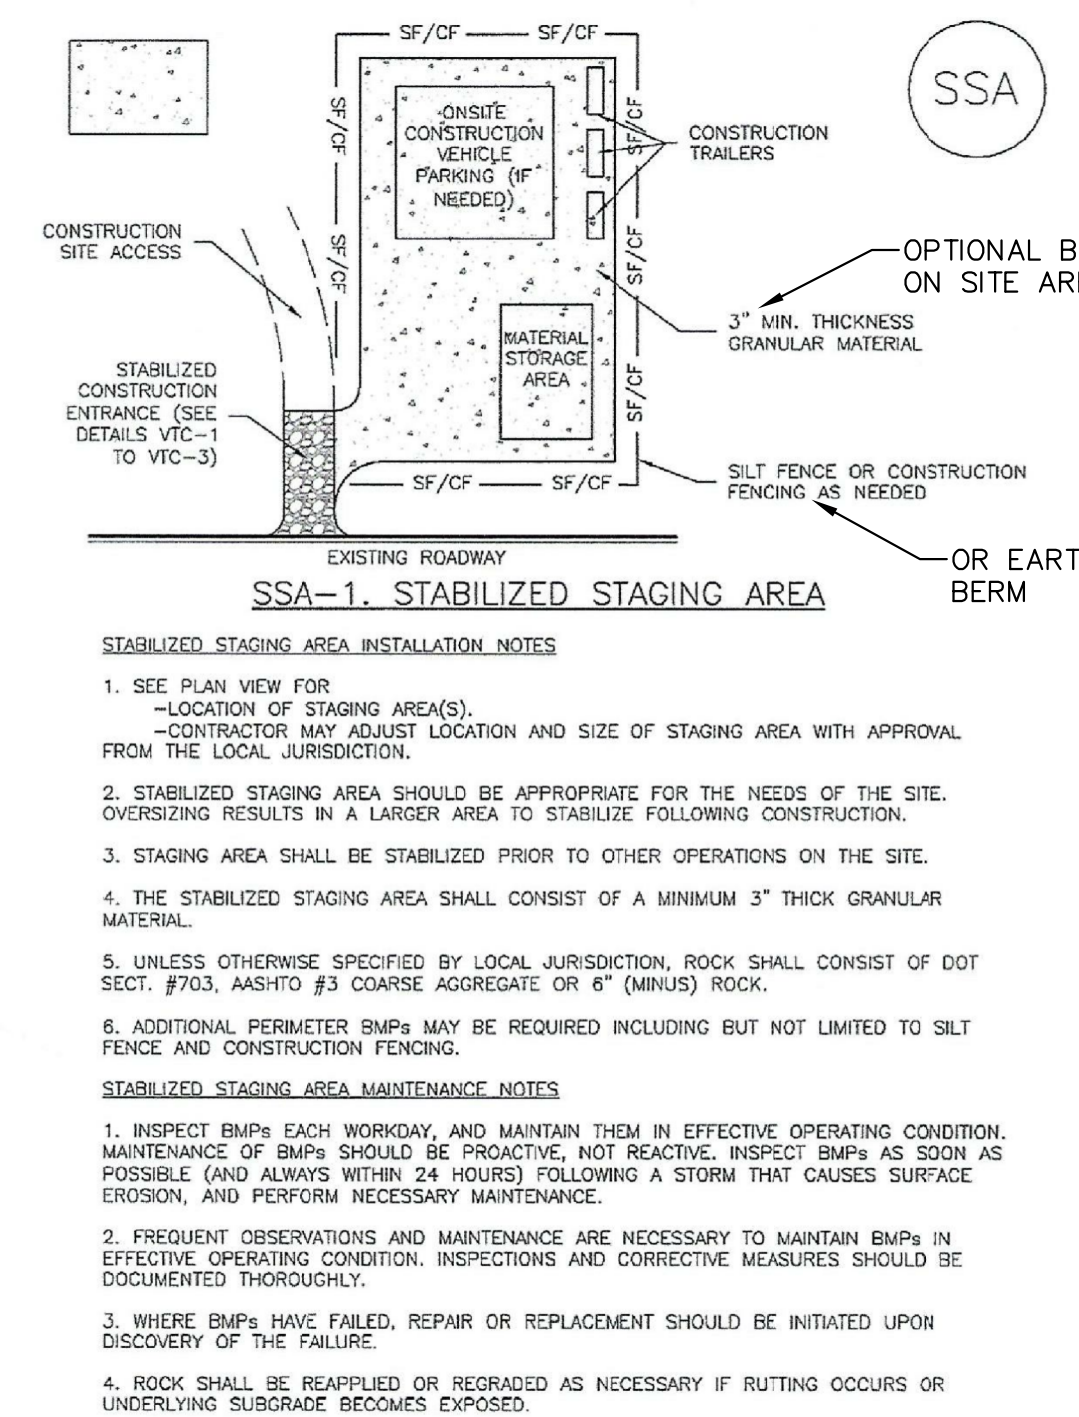 SF/CF SF/CF
SSA
SF/CF
SF/CF
SF/CF
SF/CF
SF/CF
ONSITE
CONSTRUCTION
VEHICLE
PARKING (IF
NEEDED)
CONSTRUCTION
TRAILERS
CONSTRUCTION
SITE ACCESS
OPTIONAL B
ON SITE
3" MIN. THICKNESS
GRANULAR MATERIAL
MATERIAL
STORAGE
AREA
STABILIZED
CONSTRUCTION
ENTRANCE (SEE
DETAILS VTC-1
TO VTC-3)
SF/CF SF/CF
SILT FENCE OR CONSTRUCTION
FENCING AS NEEDED
OR EART
BERM
EXISTING ROADWAY
SSA-1. STABILIZED STAGING AREA
STABILIZED STAGING AREA INSTALLATION NOTES
1. SEE PLAN VIEW FOR
-LOCATION OF STAGING AREA(S).
-CONTRACTOR MAY ADJUST LOCATION AND SIZE OF STAGING AREA WITH APPROVAL
FROM THE LOCAL JURISDICTION.
2. STABILIZED STAGING AREA SHOULD BE APPROPRIATE FOR THE NEEDS OF THE SITE.
OVERSIZING RESULTS IN A LARGER AREA TO STABILIZE FOLLOWING CONSTRUCTION.
3. STAGING AREA SHALL BE STABILIZED PRIOR TO OTHER OPERATIONS ON THE SITE.
4. THE STABILIZED STAGING AREA SHALL CONSIST OF A MINIMUM 3" THICK GRANULAR
MATERIAL.
5. UNLESS OTHERWISE SPECIFIED BY LOCAL JURISDICTION, ROCK SHALL CONSIST OF DOT
SECT. #703, AASHTO #3 COARSE AGGREGATE OR 6" (MINUS) ROCK.
6. ADDITIONAL PERIMETER BMPs MAY BE REQUIRED INCLUDING BUT NOT LIMITED TO SILT
FENCE AND CONSTRUCTION FENCING.
STABILIZED STAGING AREA MAINTENANCE NOTES
1. INSPECT BMPs EACH WORKDAY, AND MAINTAIN THEM IN EFFECTIVE OPERATING CONDITION.
MAINTENANCE OF BMPs SHOULD BE PROACTIVE, NOT REACTIVE. INSPECT BMPs AS SOON AS
POSSIBLE (AND ALWAYS WITHIN 24 HOURS) FOLLOWING A STORM THAT CAUSES SURFACE
EROSION, AND PERFORM NECESSARY MAINTENANCE.
2. FREQUENT OBSERVATIONS AND MAINTENANCE ARE NECESSARY TO MAINTAIN BMPs IN
EFFECTIVE OPERATING CONDITION. INSPECTIONS AND CORRECTIVE MEASURES SHOULD BE
DOCUMENTED THOROUGHLY.
3. WHERE BMPs HAVE FAILED, REPAIR OR REPLACEMENT SHOULD BE INITIATED UPON
DISCOVERY OF THE FAILURE.
4. ROCK SHALL BE REAPPLIED OR REGRADED AS NECESSARY IF RUTTING OCCURS OR
UNDERLYING SUBGRADE BECOMES EXPOSED.